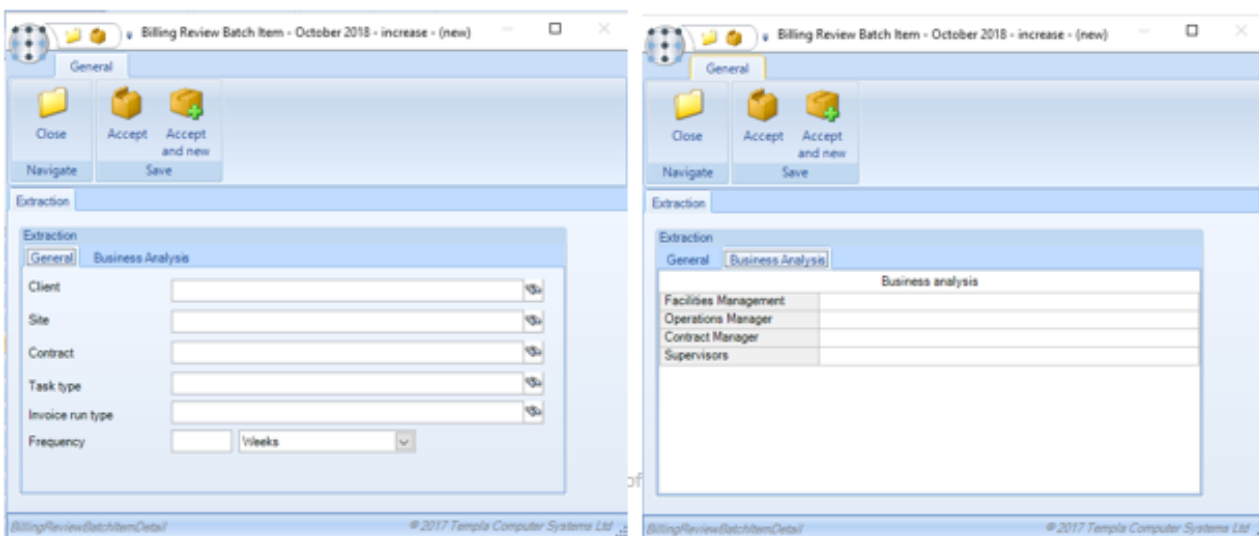 Billing Review Batch Item - October 2018 - increase - (new)
General
Close
Accept
Accept and new
Navigate
Save
Extraction
Extraction
General
Business Analysis
Client
Site
Contract
Task type
Invoice run type
Frequency
Weeks
BillingReviewBatchItemDetail
© 2017 Templa Computer Systems Ltd
Billing Review Batch Item - October 2018 - increase - (new)
General
Close
Accept
Accept and new
Navigate
Save
Extraction
Extraction
General
Business Analysis
Business analysis
Facilities Management
Operations Manager
Contract Manager
Supervisors
of
BillingReviewBatchItemDetail
© 2017 Templa Computer Systems Ltd